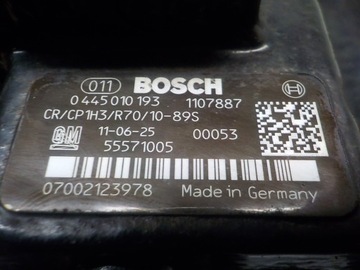 011 BOSCH
0 445 010 193 1107887
CR/CP1H3/R70/10-89S
GM 11-06-25 00053
55571005
07002123978 Made in Germany